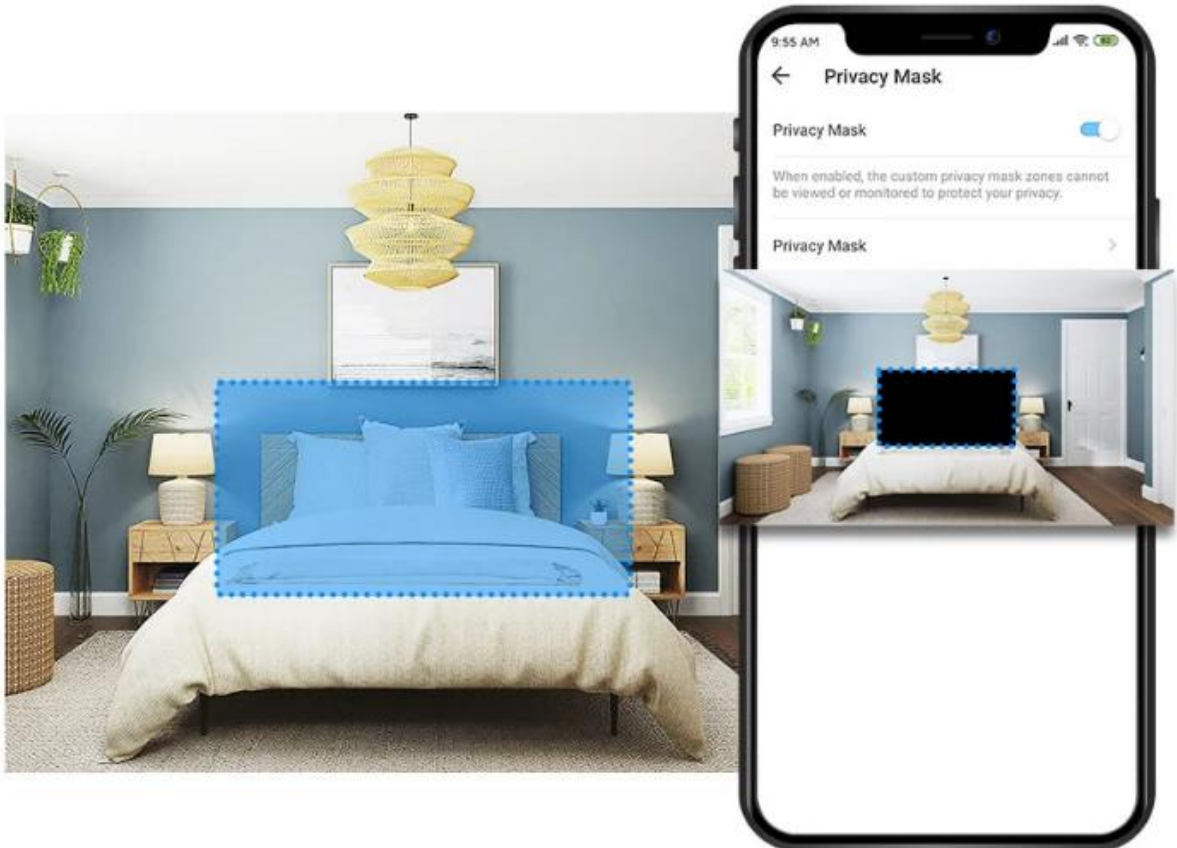 9:55 AM
82
Privacy Mask
Privacy Mask
When enabled, the custom privacy mask zones cannot
be viewed or monitored to protect your privacy.
Privacy Mask